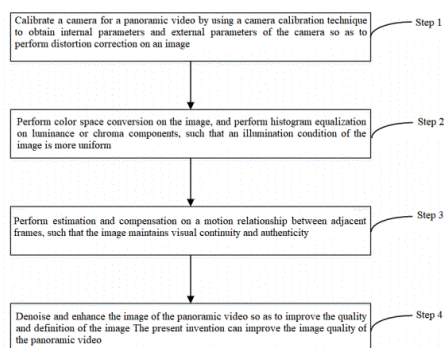 Calibrate a camera for a panoramic video by using a camera calibration technique
to obtain internal parameters and external parameters of the camera so as to
perform distortion correction on an image
Step 1
Perform color space conversion on the image, and perform histogram equalization
on luminance or chroma components, such that an illumination condition of the
image is more uniform
Step 2
Perform estimation and compensation on a motion relationship between adjacent
frames, such that the image maintains visual continuity and authenticity
Step 3
Denoise and enhance the image of the panoramic video so as to improve the quality
and definition of the image The present invention can improve the image quality of
the panoramic video
Step 4